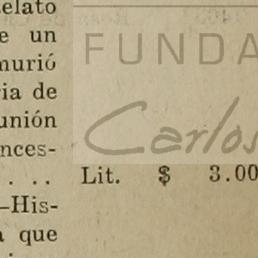 elato
e un
murió
ia de
unión
nces-
. . ..
—His-
a que
FUNDA
Carlos
Lit. $ 3.00